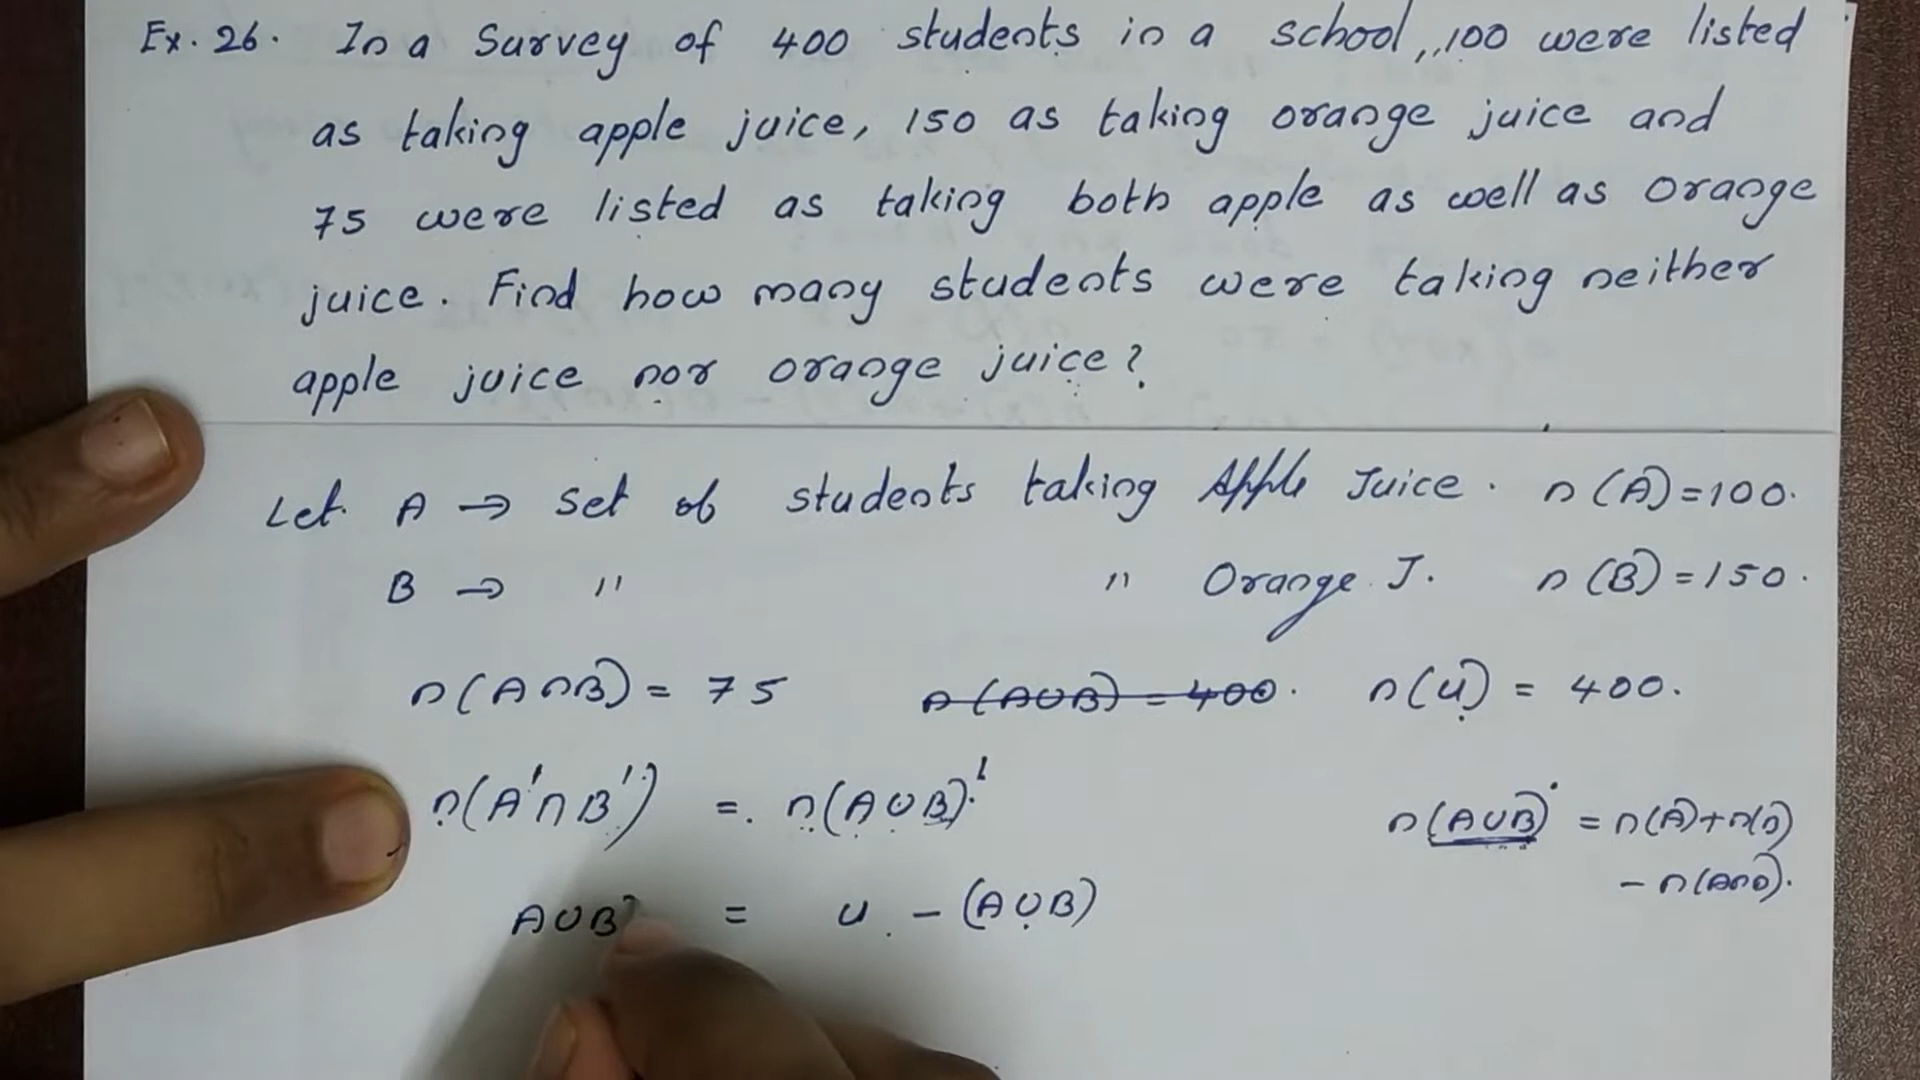 Ex. 26. In a Survey of 400 students in a school, 100 were listed
as taking apple juice, 150 as taking orange juice and
75 were listed as taking both apple as well as orange
juice. Find how many students were taking neither
apple juice nor orange juice?
Let A → Set of students taking Apple Juice. n(A)=100.
B → " " Orange J. n(B)=150.
n(A∩B) = 75 n(A∪B) = 400. n(U) = 400.
n(A'∩B') = n(A∪B)'
n(A∪B) = n(A)+n(B)
- n(A∩B).
A∪B' = U - (A∪B)